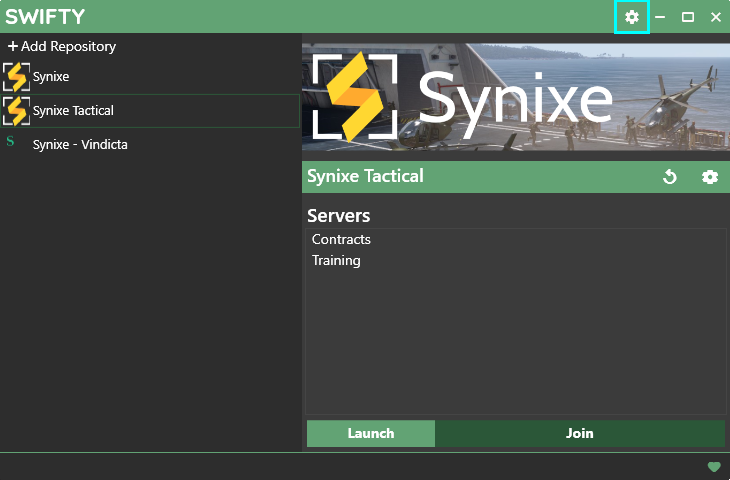 SWIFTY
+ Add Repository
Synixe
Synixe Tactical
S Synixe - Vindicta
Synixe
Synixe Tactical
Servers
Contracts
Training
Launch
Join